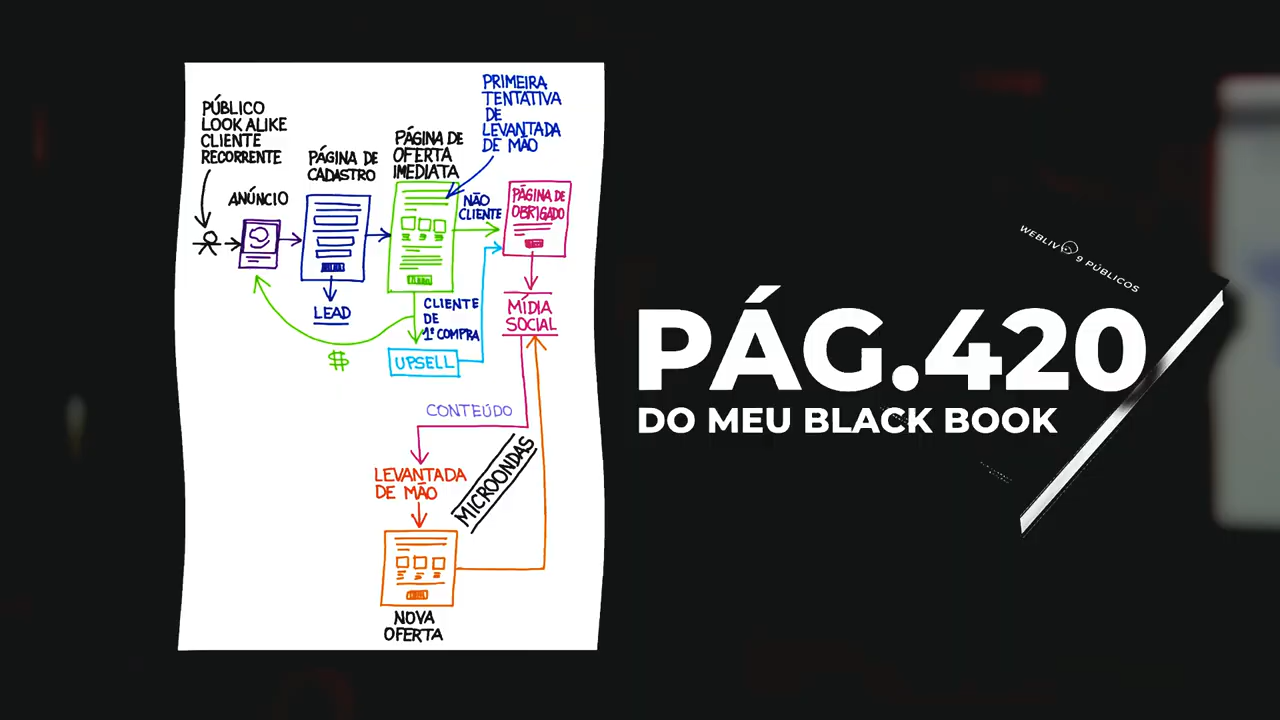 PÚBLICO
LOOK ALIKE
CLIENTE
RECORRENTE
ANÚNCIO
PÁGINA DE
CADASTRO
PÁGINA DE
OFERTA
IMEDIATA
PRIMEIRA
TENTATIVA
DE
LEVANTADA
DE MÃO
NÃO
CLIENTE
PÁGINA DE
OBRIGADO
LEAD
$
CLIENTE
DE
1ª COMPRA
UPSELL
MÍDIA
SOCIAL
CONTEÚDO
LEVANTADA
DE MÃO
MICROONDAS
NOVA
OFERTA
WEBLIV
9 PÚBLICOS
PÁG.420
DO MEU BLACK BOOK